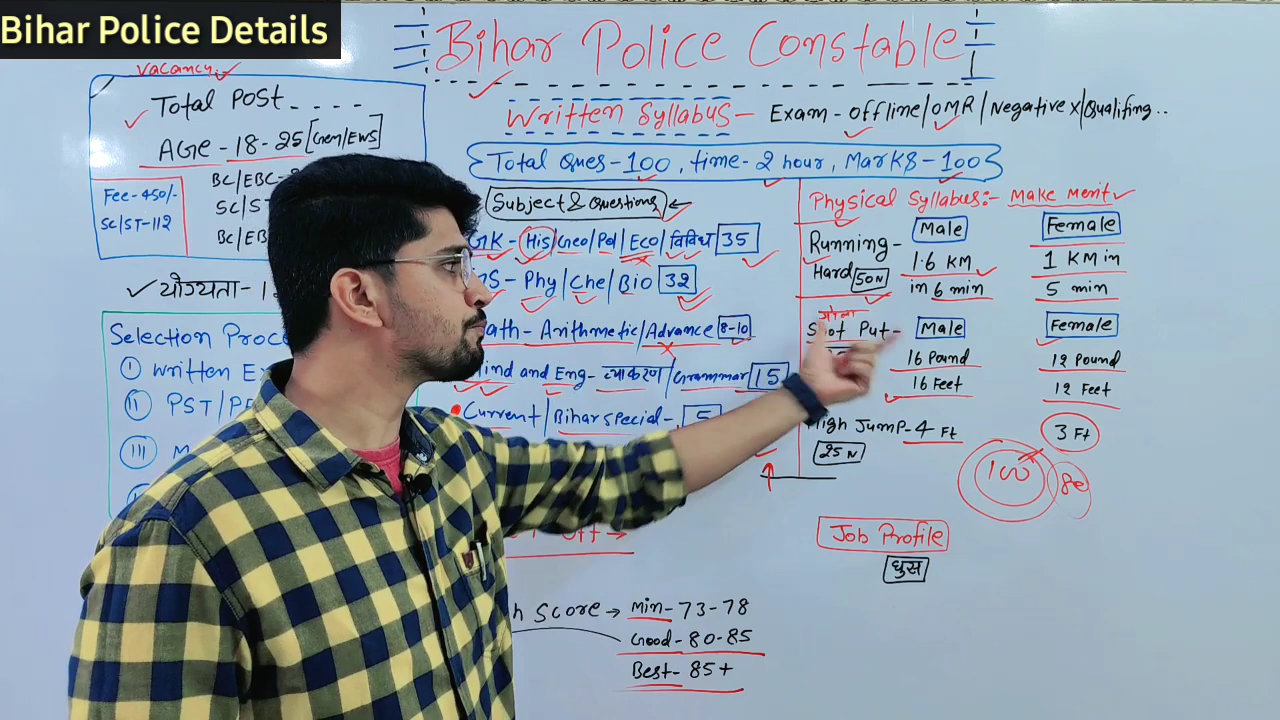 Bihar Police Details
Bihar Police Constable
Vacancy
Total Post
AGE - 18-25 [Gen/EWS]
BC/EBC-
SC/ST
BC/EB
Fee-450/-
SC/ST-112
योग्यता - 1
Selection Proce
I Written E
II PST/PE
III M
Written Syllabus - Exam - offline/OMR/Negative x/Qualifing..
Total Ques-100, time-2 hour, Marks-100
Subject & Questions
GK - His/Geo/Pol/Eco/विविध 35
GS - Phy/Che/Bio 32
ath - Arithmetic/Advance 8-10
Hind and Eng - व्याकरण/Grammar 15
Current/Bihar special - 5
off →
h Score → Min - 73-78
Good - 80-85
Best - 85+
Physical Syllabus:- Make Merit
Male Female
Running - 1.6 KM 1 KM in
Hard 50N in 6 min 5 min
गोला
Shot Put - Male Female
16 Pound 12 Pound
16 Feet 12 Feet
High Jump - 4 Ft 3 Ft
25 N
100
Job Profile
घुस